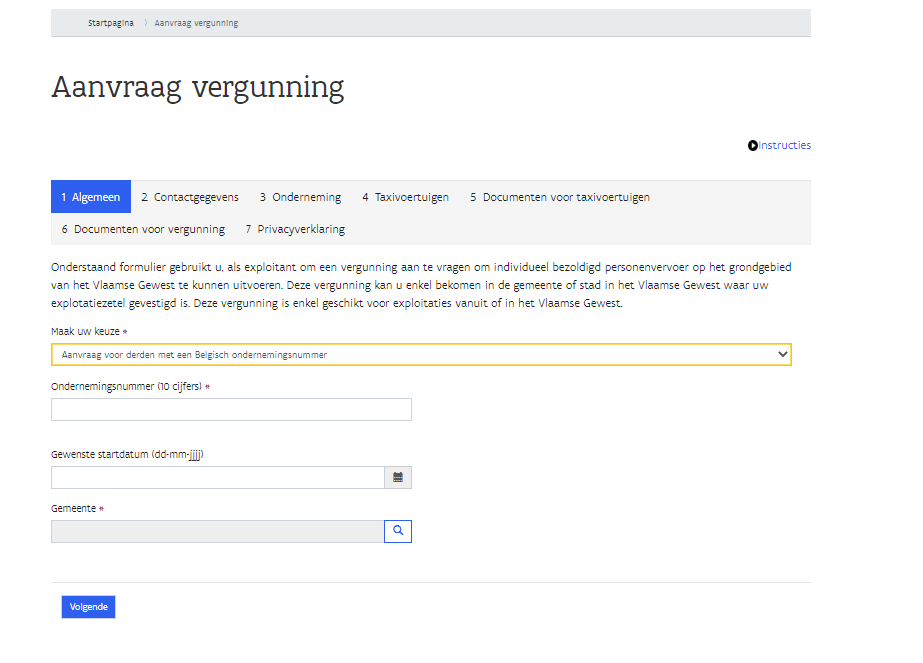 Startpagina 〉 Aanvraag vergunning
Aanvraag vergunning
Instructies
1 Algemeen 2 Contactgegevens 3 Onderneming 4 Taxivoertuigen 5 Documenten voor taxivoertuigen
6 Documenten voor vergunning 7 Privacyverklaring
Onderstaand formulier gebruikt u, als exploitant om een vergunning aan te vragen om individueel bezoldigd personenvervoer op het grondgebied
van het Vlaamse Gewest te kunnen uitvoeren. Deze vergunning kan u enkel bekomen in de gemeente of stad in het Vlaamse Gewest waar uw
explotatiezetel gevestigd is. Deze vergunning is enkel geschikt voor exploitaties vanuit of in het Vlaamse Gewest.
Maak uw keuze *
Aanvraag voor derden met een Belgisch ondernemingsnummer
Ondernemingsnummer (10 cijfers) *
Gewenste startdatum (dd-mm-jjjj)
Gemeente *
Volgende